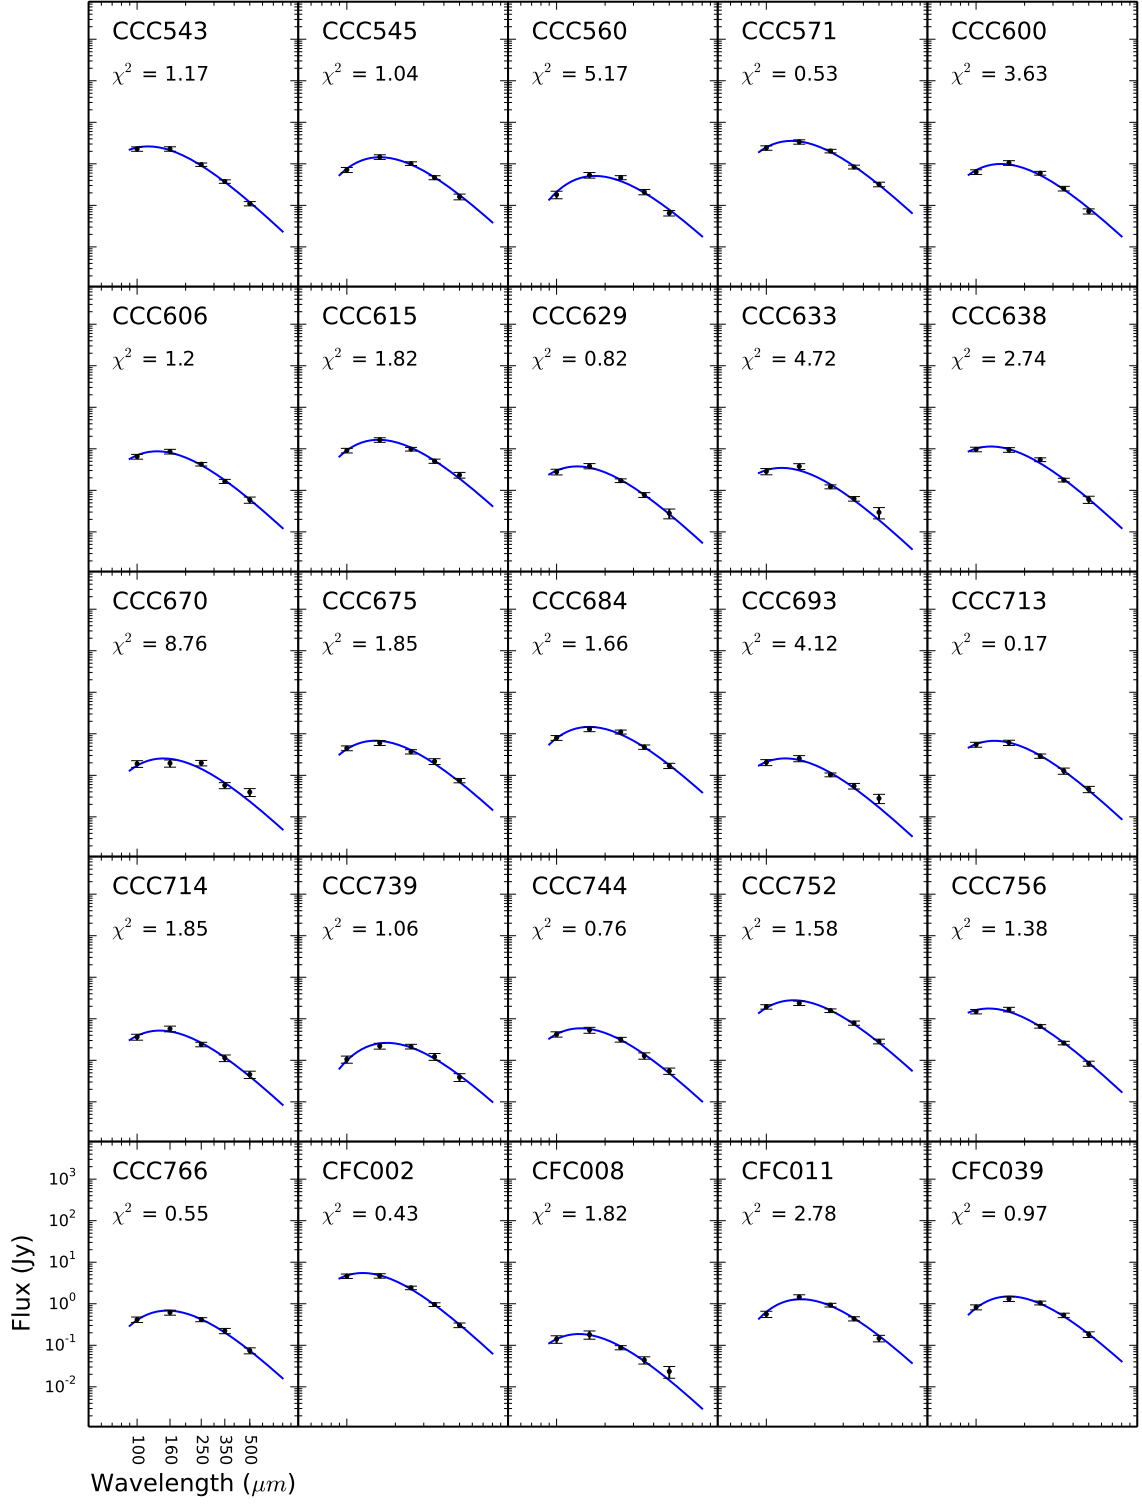 CCC543
χ² = 1.17
CCC545
χ² = 1.04
CCC560
χ² = 5.17
CCC571
χ² = 0.53
CCC600
χ² = 3.63
CCC606
χ² = 1.2
CCC615
χ² = 1.82
CCC629
χ² = 0.82
CCC633
χ² = 4.72
CCC638
χ² = 2.74
CCC670
χ² = 8.76
CCC675
χ² = 1.85
CCC684
χ² = 1.66
CCC693
χ² = 4.12
CCC713
χ² = 0.17
CCC714
χ² = 1.85
CCC739
χ² = 1.06
CCC744
χ² = 0.76
CCC752
χ² = 1.58
CCC756
χ² = 1.38
CCC766
χ² = 0.55
CFC002
χ² = 0.43
CFC008
χ² = 1.82
CFC011
χ² = 2.78
CFC039
χ² = 0.97
10³
10²
10¹
10⁰
10⁻¹
10⁻²
Flux (Jy)
100 160 250 350 500
Wavelength (μm)